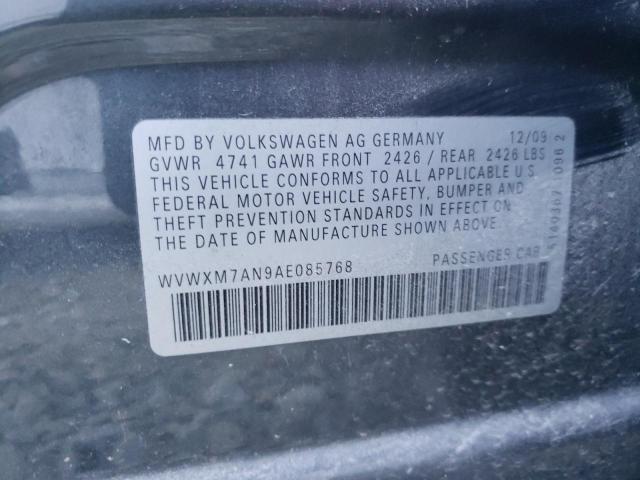 MFD BY VOLKSWAGEN AG GERMANY 12/09
GVWR 4741 GAWR FRONT 2426 / REAR 2426 LBS
THIS VEHICLE CONFORMS TO ALL APPLICABLE U.S.
FEDERAL MOTOR VEHICLE SAFETY, BUMPER AND
THEFT PREVENTION STANDARDS IN EFFECT ON
THE DATE OF MANUFACTURE SHOWN ABOVE.
WVWXM7AN9AE085768 PASSENGER CAR